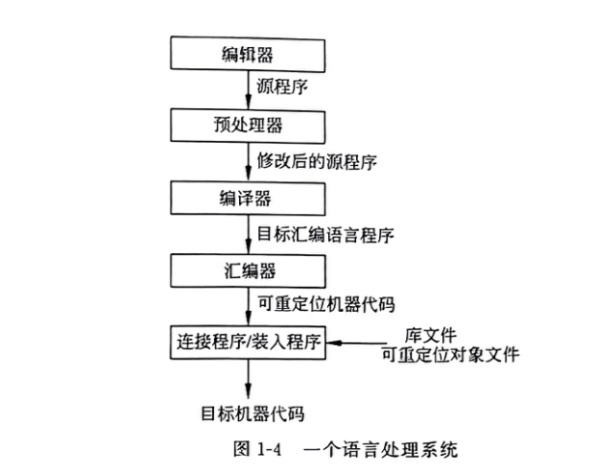 编辑器
源程序
预处理器
修改后的源程序
编译器
目标汇编语言程序
汇编器
可重定位机器代码
连接程序/装入程序
库文件
可重定位对象文件
目标机器代码
图 1-4 一个语言处理系统